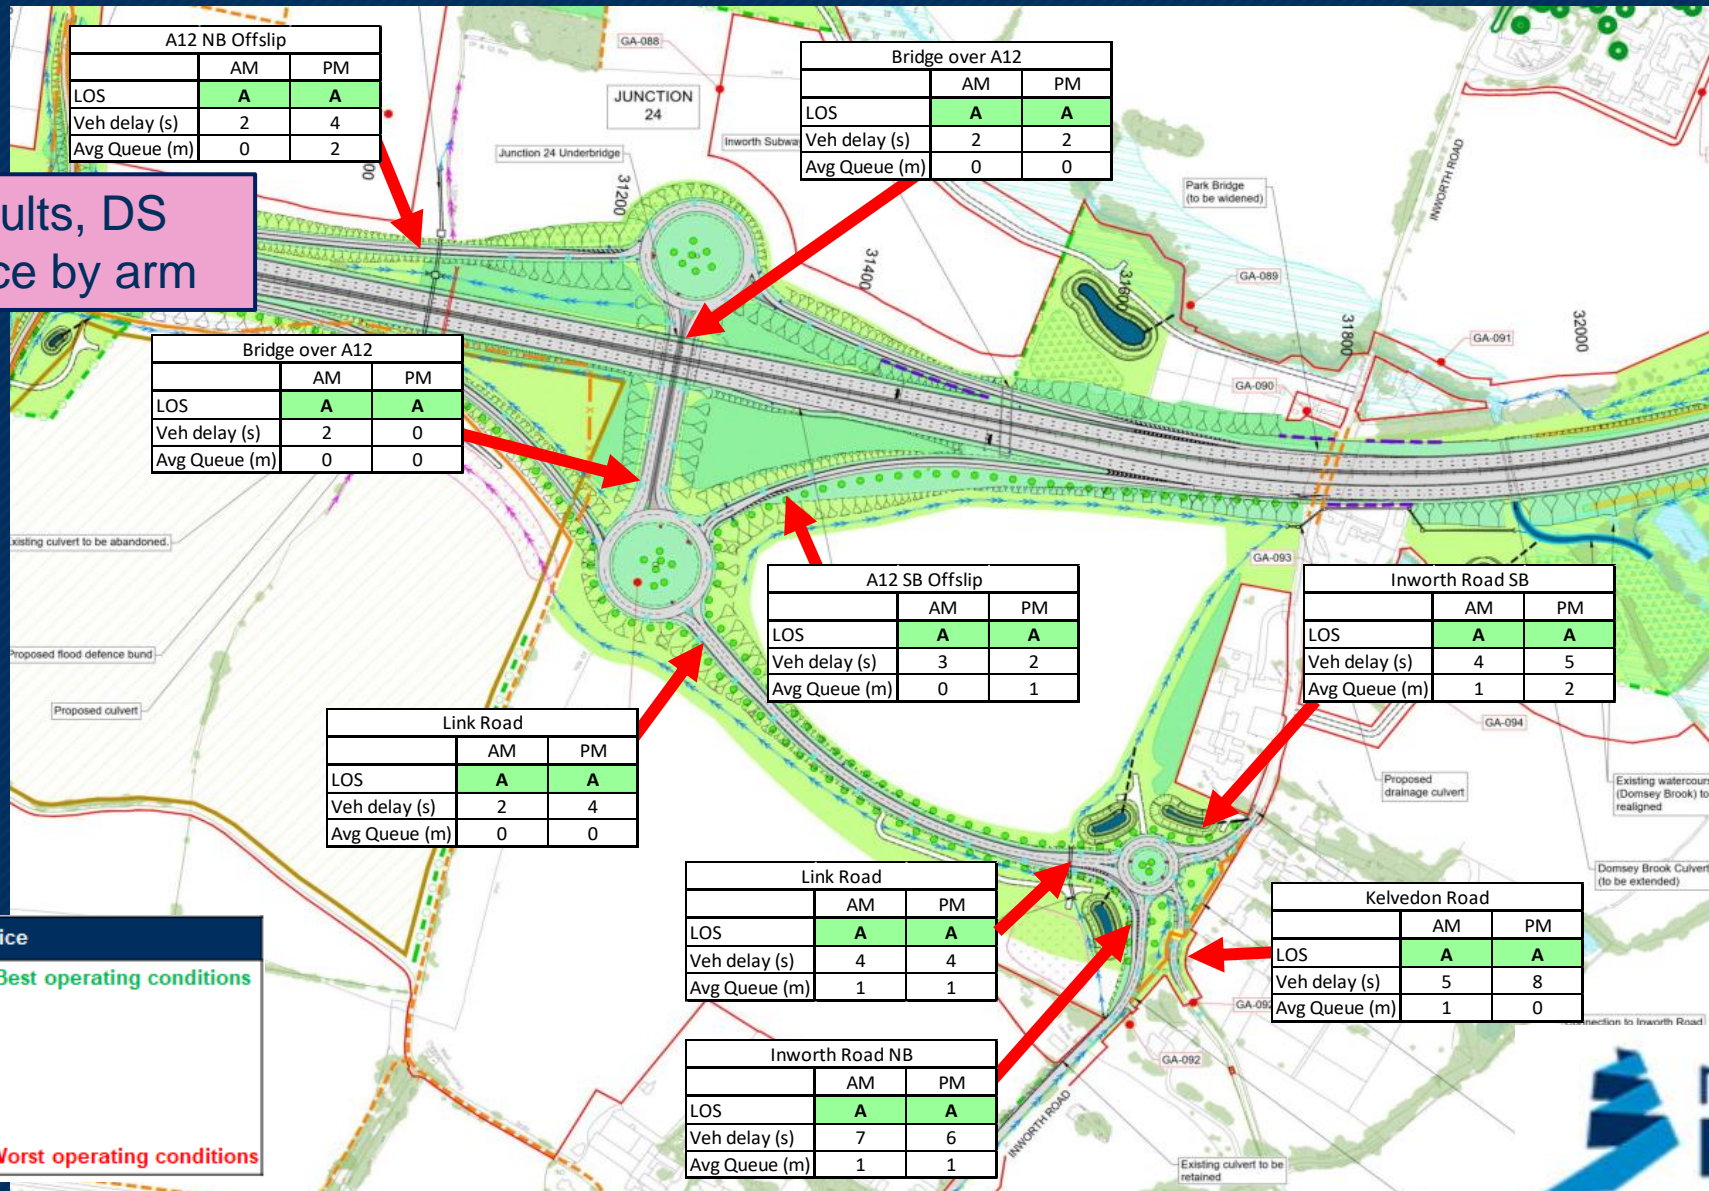 A12 NB Offslip
AM PM
LOS A A
Veh delay (s) 2 4
Avg Queue (m) 0 2
GA-088
JUNCTION
24
Bridge over A12
AM PM
LOS A A
Veh delay (s) 2 2
Avg Queue (m) 0 0
Junction 24 Underbridge
Inworth Subwa
31200
31400
31600
31800
32000
INWORTH ROAD
Park Bridge
(to be widened)
GA-089
GA-091
GA-090
ults, DS
ce by arm
Bridge over A12
AM PM
LOS A A
Veh delay (s) 2 0
Avg Queue (m) 0 0
xisting culvert to be abandoned.
GA-093
A12 SB Offslip
AM PM
LOS A A
Veh delay (s) 3 2
Avg Queue (m) 0 1
Inworth Road SB
AM PM
LOS A A
Veh delay (s) 4 5
Avg Queue (m) 1 2
Proposed flood defence bund
Proposed culvert
GA-094
Link Road
AM PM
LOS A A
Veh delay (s) 2 4
Avg Queue (m) 0 0
Proposed
drainage culvert
Existing watercours
(Domsey Brook) to
realigned
Domsey Brook Culvert
(to be extended)
Link Road
AM PM
LOS A A
Veh delay (s) 4 4
Avg Queue (m) 1 1
Kelvedon Road
AM PM
LOS A A
Veh delay (s) 5 8
Avg Queue (m) 1 0
GA-092
onnection to Inworth Road
ice
Best operating conditions
Worst operating conditions
Inworth Road NB
AM PM
LOS A A
Veh delay (s) 7 6
Avg Queue (m) 1 1
GA-092
INWORTH ROAD
Existing culvert to be
retained